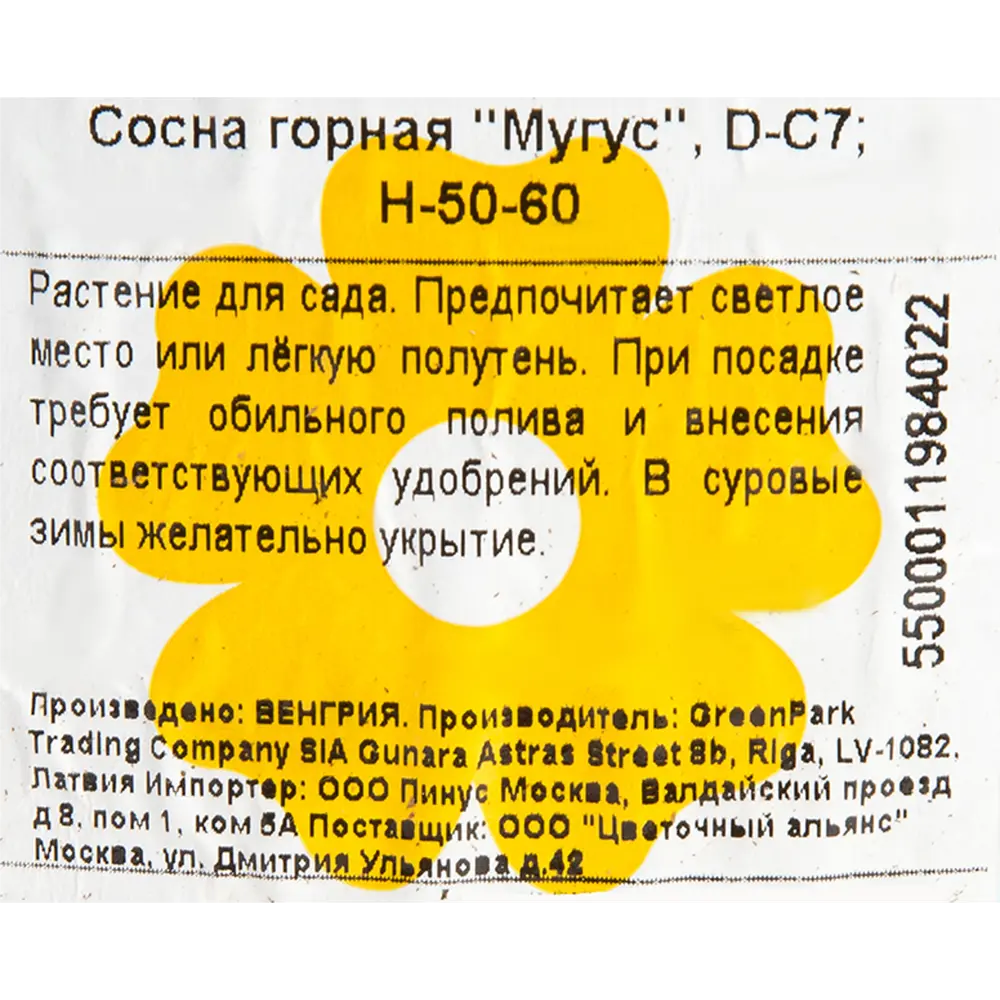 Сосна горная "Мугус", D-C7;
H-50-60
Растение для сада. Предпочитает светлое
место или лёгкую полутень. При посадке
требует обильного полива и внесения
соответствующих удобрений. В суровые
зимы желательно укрытие.
5500011984022
Произведено: ВЕНГРИЯ. Производитель: GreenPark
Trading Company SIA Gunara Astras Street 8b, Riga, LV-1082,
Латвия Импортер: ООО Пинус Москва, Валдайский проезд
д 8, пом 1, ком 5А Поставщик: ООО "Цветочный альянс"
Москва, ул. Дмитрия Ульянова д.42